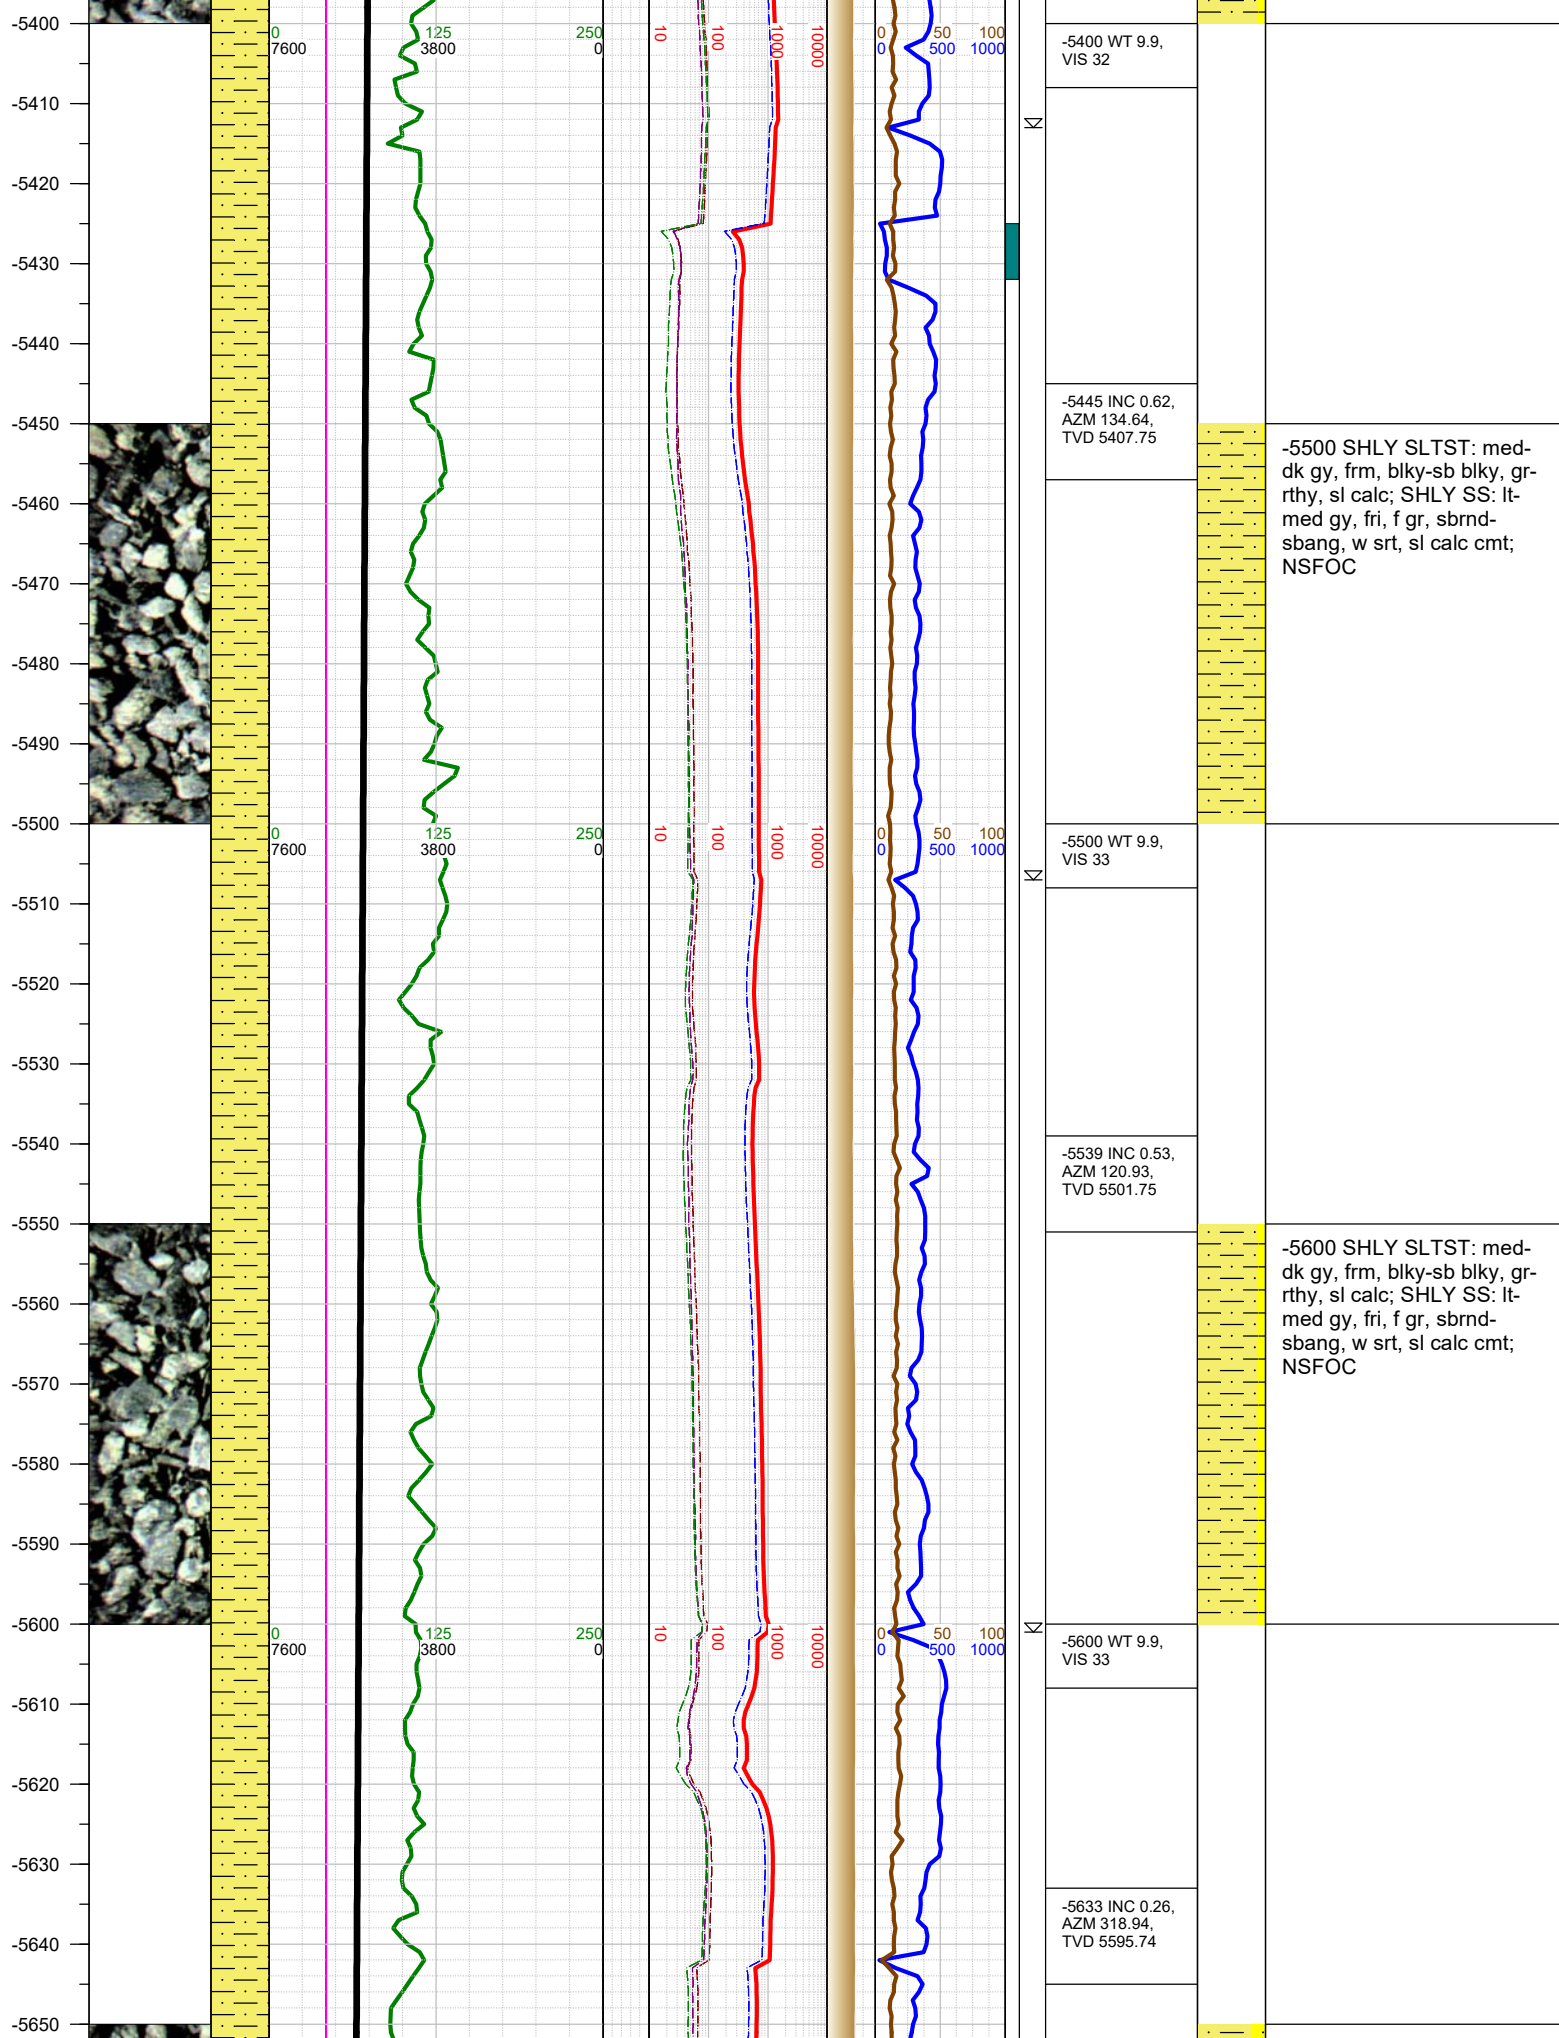 -5400
-5410
-5420
-5430
-5440
-5450
-5460
-5470
-5480
-5490
-5500
-5510
-5520
-5530
-5540
-5550
-5560
-5570
-5580
-5590
-5600
-5610
-5620
-5630
-5640
-5650
0 125 250
7600 3800 0
10 100 1000 10000
0 50 100
0 500 1000
-5400 WT 9.9,
VIS 32
-5445 INC 0.62,
AZM 134.64,
TVD 5407.75
-5500 SHLY SLTST: med-
dk gy, frm, blky-sb blky, gr-
rthy, sl calc; SHLY SS: lt-
med gy, fri, f gr, sbrnd-
sbang, w srt, sl calc cmt;
NSFOC
0 125 250
7600 3800 0
10 100 1000 10000
0 50 100
0 500 1000
-5500 WT 9.9,
VIS 33
-5539 INC 0.53,
AZM 120.93,
TVD 5501.75
-5600 SHLY SLTST: med-
dk gy, frm, blky-sb blky, gr-
rthy, sl calc; SHLY SS: lt-
med gy, fri, f gr, sbrnd-
sbang, w srt, sl calc cmt;
NSFOC
0 125 250
7600 3800 0
10 100 1000 10000
0 50 100
0 500 1000
-5600 WT 9.9,
VIS 33
-5633 INC 0.26,
AZM 318.94,
TVD 5595.74